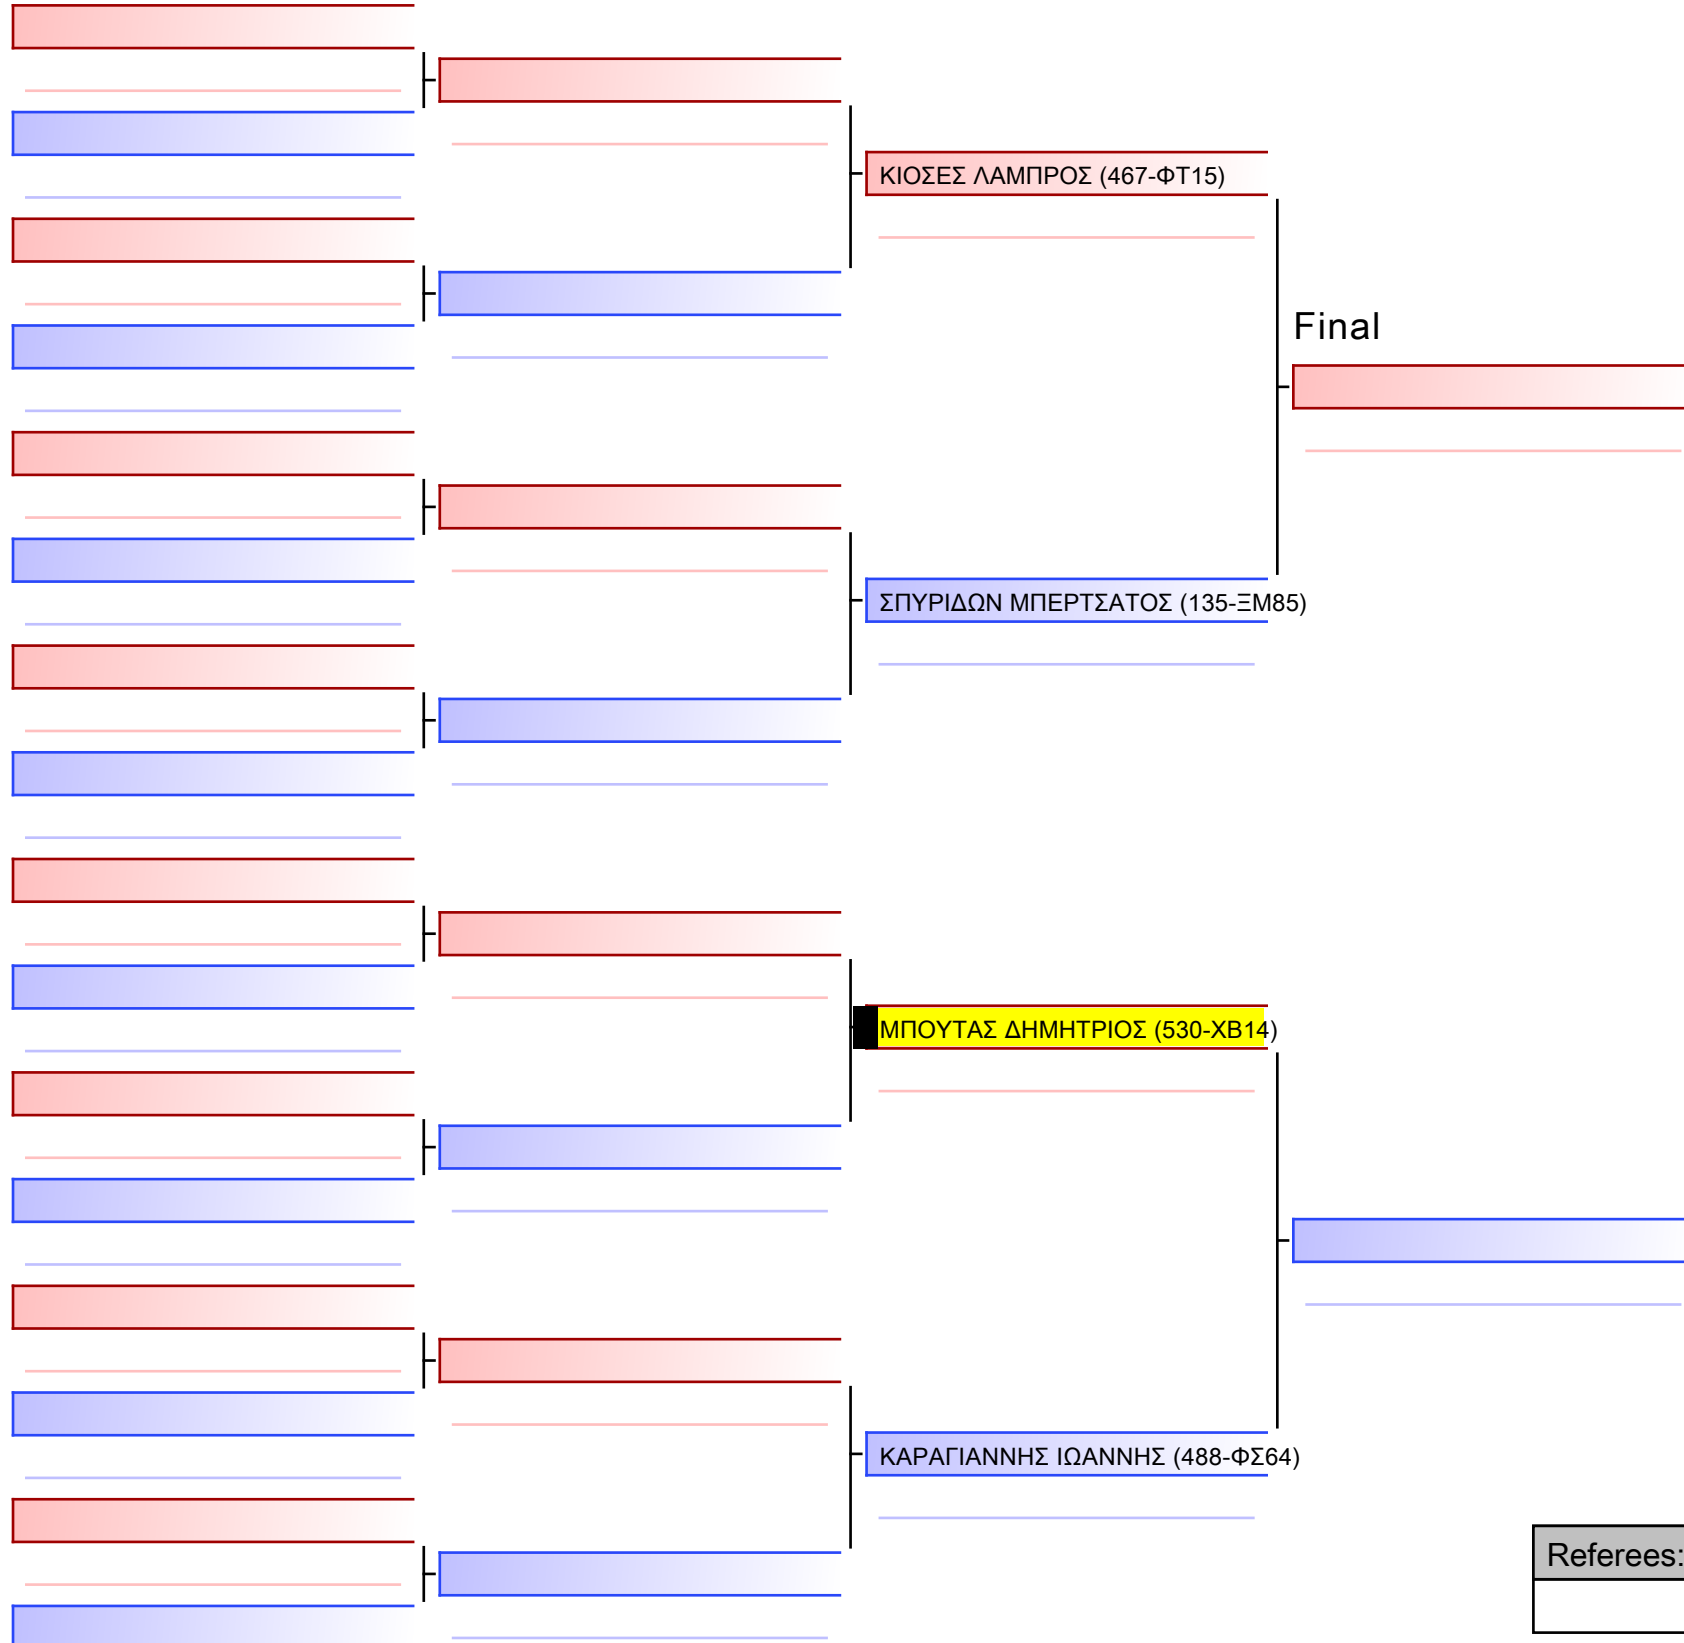 ΚΙΟΣΕΣ ΛΑΜΠΡΟΣ (467-ΦΤ15)
Final
ΣΠΥΡΙΔΩΝ ΜΠΕΡΤΣΑΤΟΣ (135-ΞΜ85)
ΜΠΟΥΤΑΣ ΔΗΜΗΤΡΙΟΣ (530-ΧΒ14)
ΚΑΡΑΓΙΑΝΝΗΣ ΙΩΑΝΝΗΣ (488-ΦΣ64)
Referees: